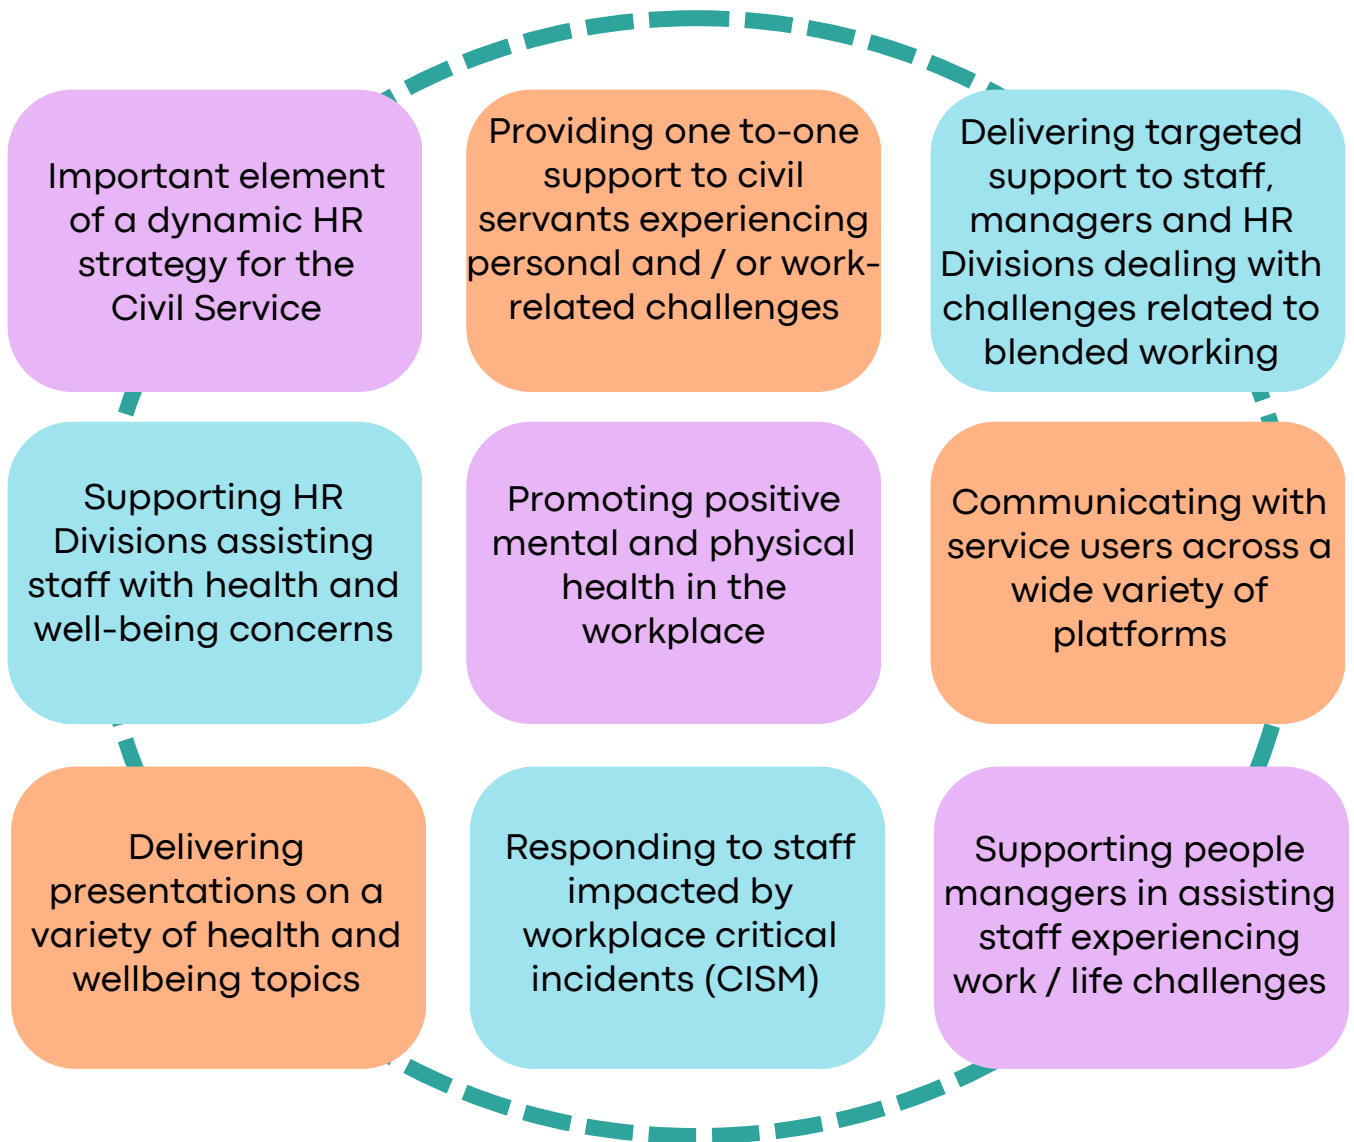 Important element
of a dynamic HR
strategy for the
Civil Service
Providing one to-one
support to civil
servants experiencing
personal and / or work-
related challenges
Delivering targeted
support to staff,
managers and HR
Divisions dealing with
challenges related to
blended working
Supporting HR
Divisions assisting
staff with health and
well-being concerns
Promoting positive
mental and physical
health in the
workplace
Communicating with
service users across a
wide variety of
platforms
Delivering
presentations on a
variety of health and
wellbeing topics
Responding to staff
impacted by
workplace critical
incidents (CISM)
Supporting people
managers in assisting
staff experiencing
work / life challenges